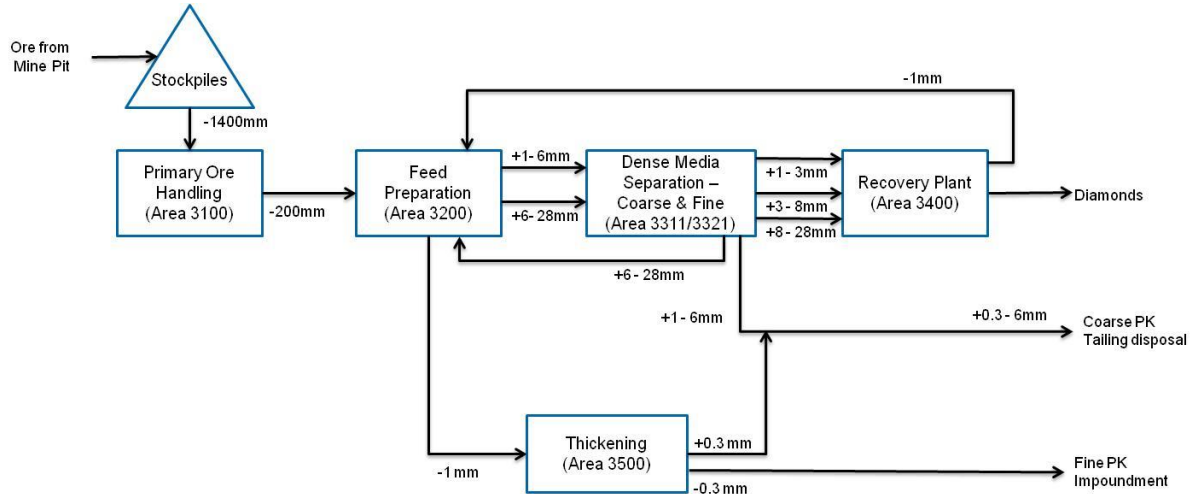 Ore from
Mine Pit
Stockpiles
-1400mm
-1mm
Primary Ore
Handling
(Area 3100)
-200mm
Feed
Preparation
(Area 3200)
+1- 6mm
+6- 28mm
Dense Media
Separation –
Coarse & Fine
(Area 3311/3321)
+1 - 3mm
+3 - 8mm
+8 - 28mm
Recovery Plant
(Area 3400)
Diamonds
+6 - 28mm
+1 - 6mm
+0.3 - 6mm
Coarse PK
Tailing disposal
-1 mm
Thickening
(Area 3500)
+0.3 mm
-0.3 mm
Fine PK
Impoundment